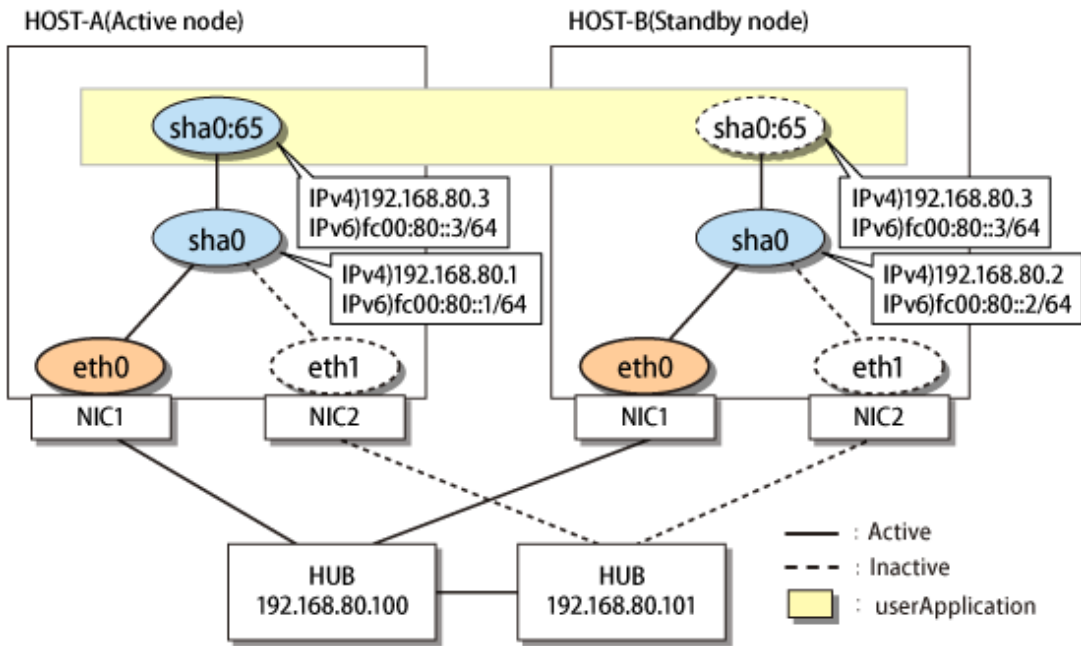 HOST-A(Active node)
HOST-B(Standby node)
sha0:65
sha0:65
IPv4)192.168.80.3
IPv6)fc00:80::3/64
IPv4)192.168.80.3
IPv6)fc00:80::3/64
sha0
sha0
IPv4)192.168.80.1
IPv6)fc00:80::1/64
IPv4)192.168.80.2
IPv6)fc00:80::2/64
eth0
eth1
eth0
eth1
NIC1
NIC2
NIC1
NIC2
HUB
192.168.80.100
HUB
192.168.80.101
: Active
: Inactive
: userApplication